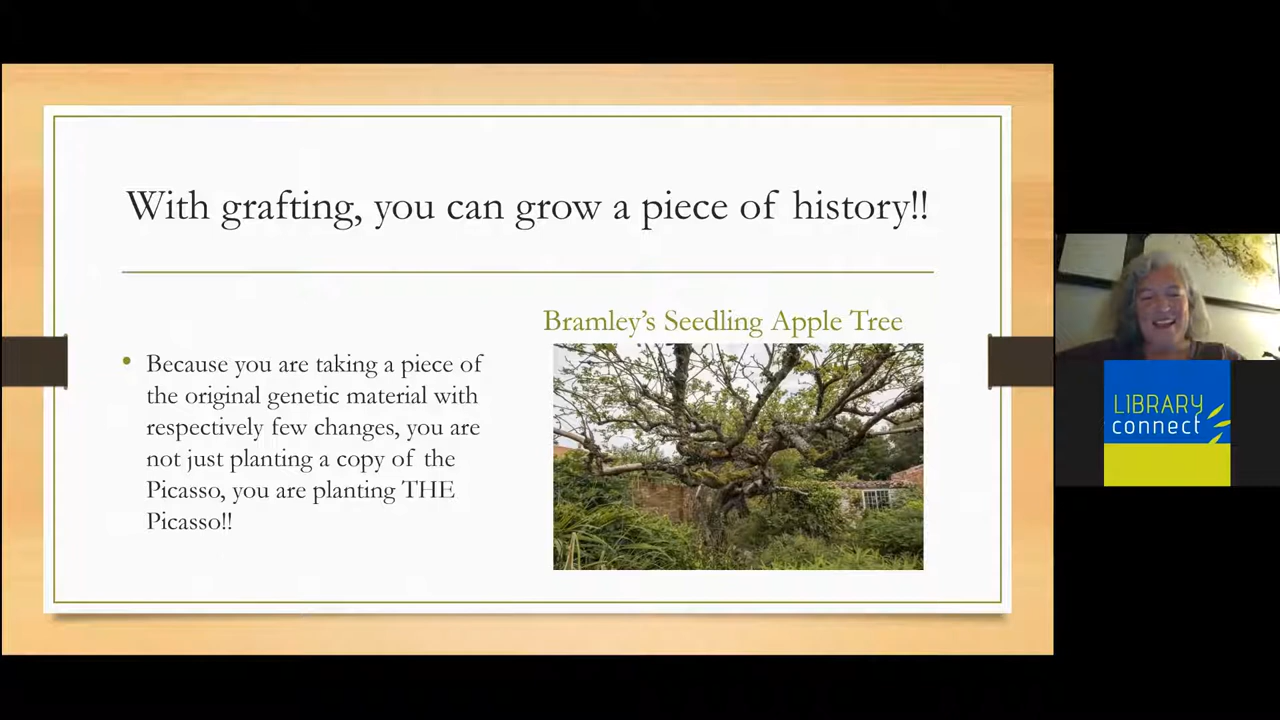 With grafting, you can grow a piece of history!!
Bramley's Seedling Apple Tree
• Because you are taking a piece of
the original genetic material with
respectively few changes, you are
not just planting a copy of the
Picasso, you are planting THE
Picasso!!
LIBRARY
connect